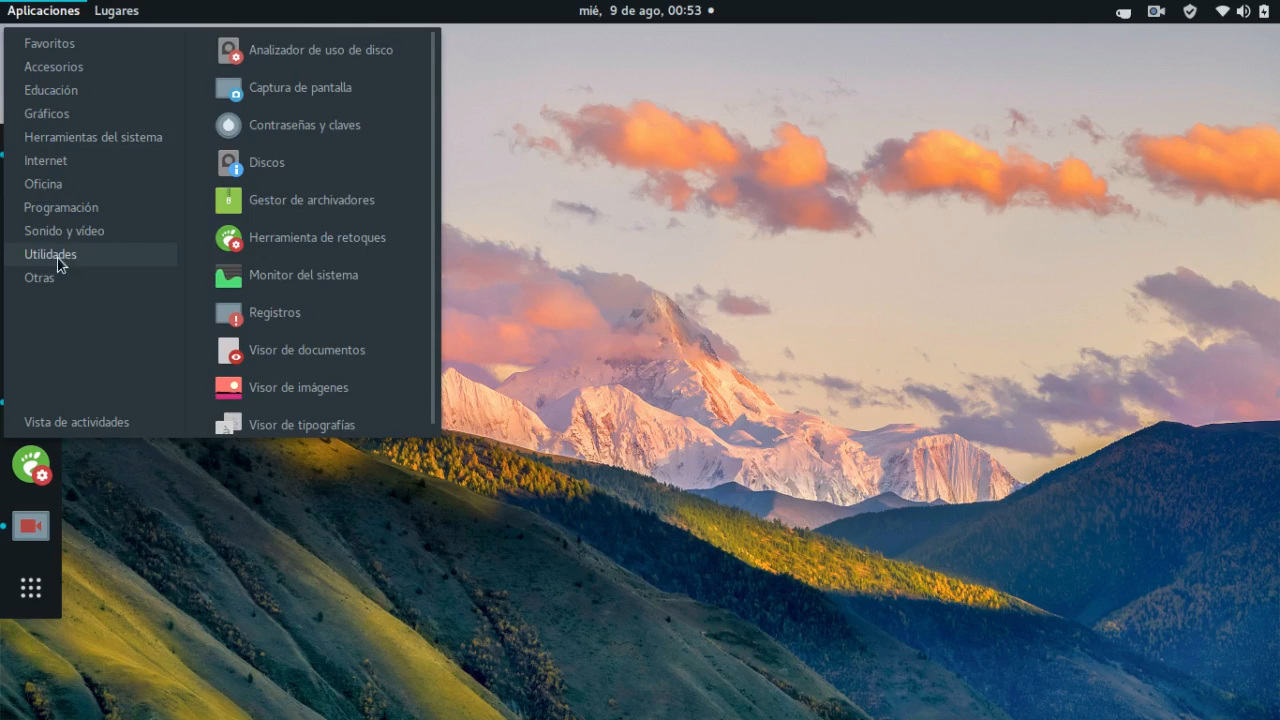 Aplicaciones
Lugares
mié, 9 de ago, 00:53
Favoritos
Accesorios
Educación
Gráficos
Herramientas del sistema
Internet
Oficina
Programación
Sonido y vídeo
Utilidades
Otras
Vista de actividades
Analizador de uso de disco
Captura de pantalla
Contraseñas y claves
Discos
Gestor de archivadores
Herramienta de retoques
Monitor del sistema
Registros
Visor de documentos
Visor de imágenes
Visor de tipografías